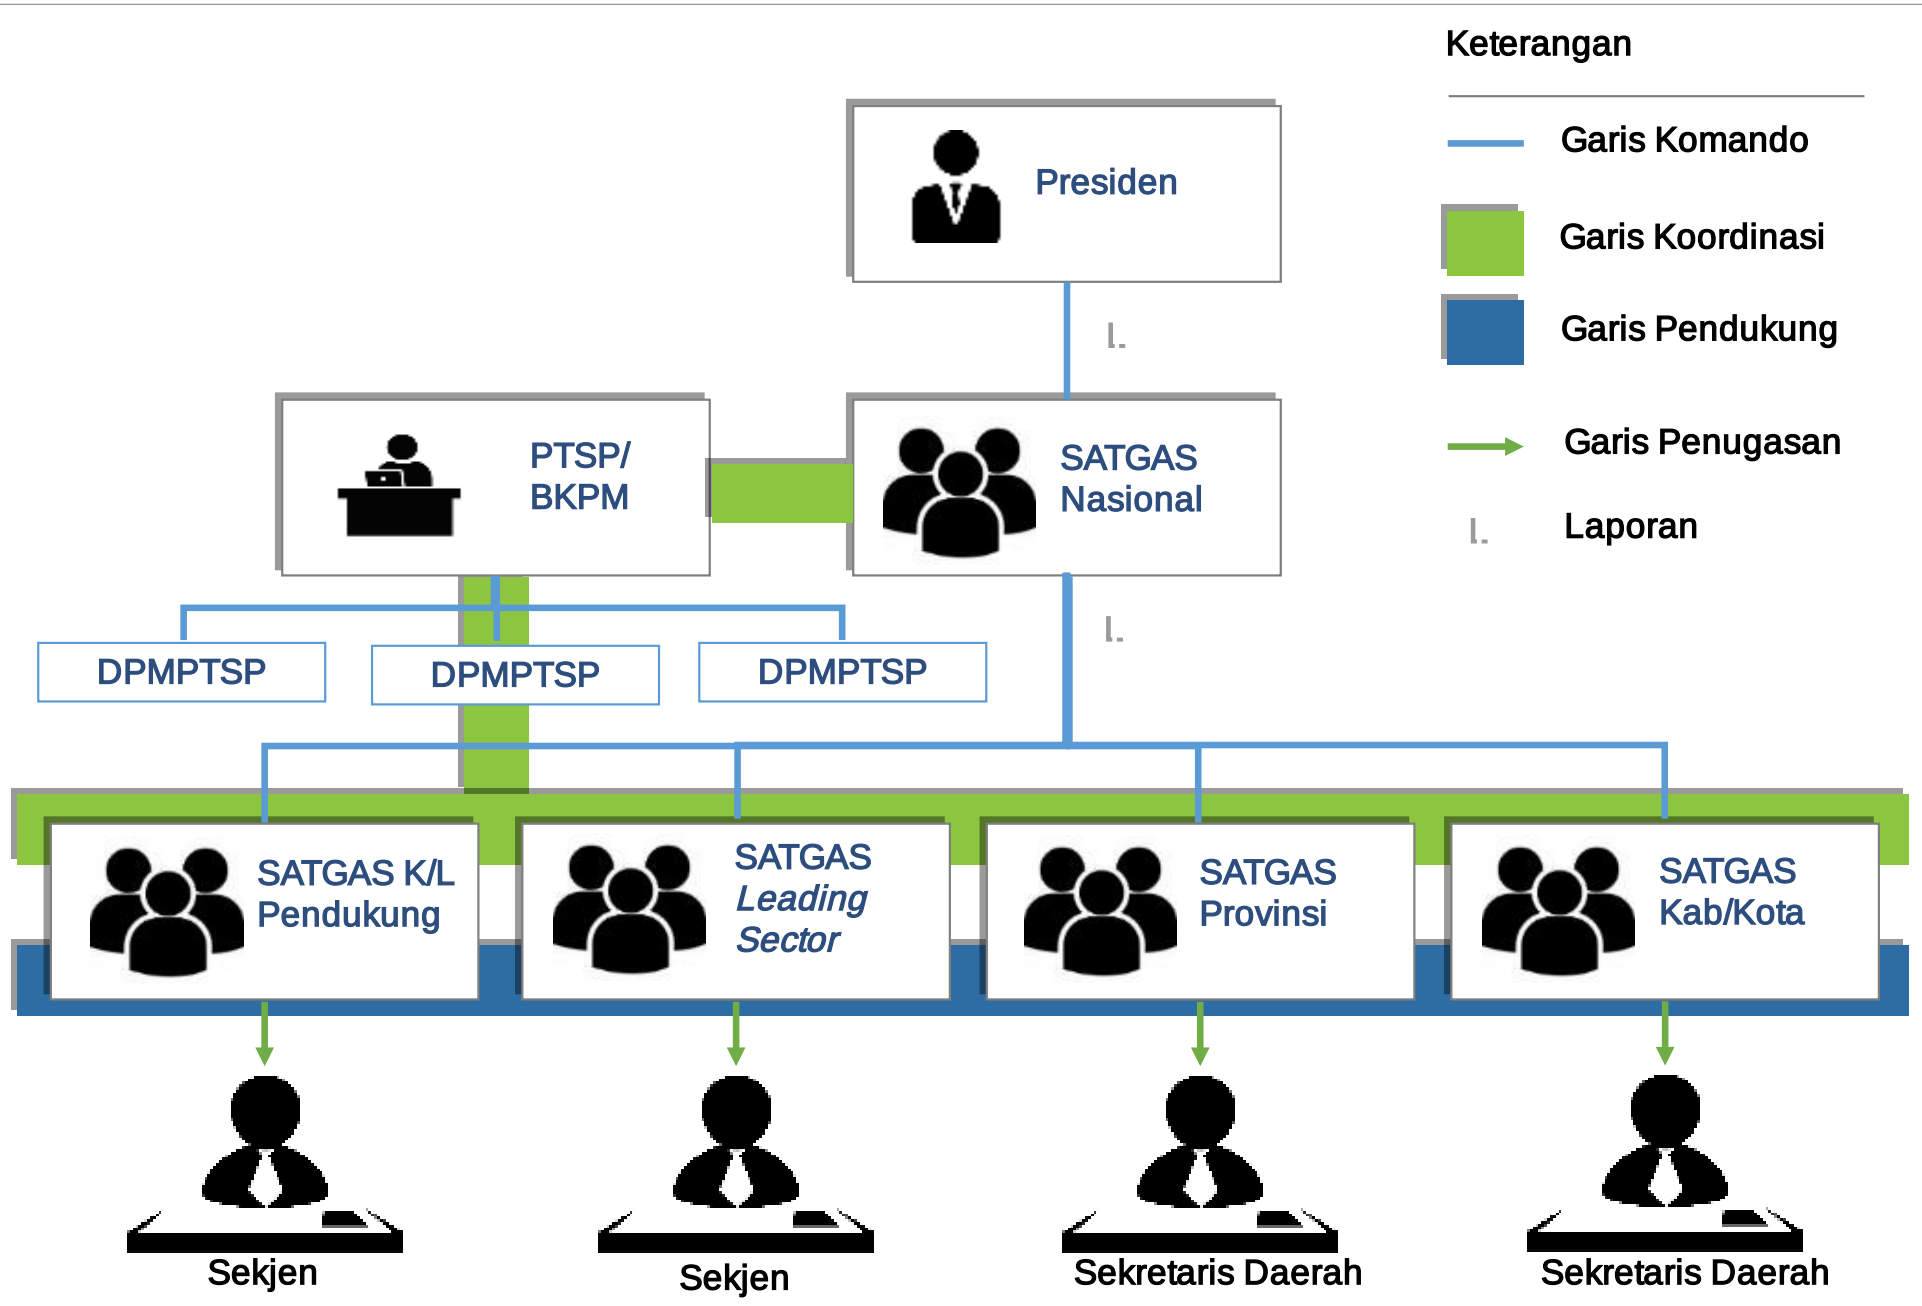 Keterangan
Garis Komando
Garis Koordinasi
Garis Pendukung
Garis Penugasan
Laporan
Presiden
PTSP/
BKPM
SATGAS
Nasional
DPMPTSP
DPMPTSP
DPMPTSP
SATGAS K/L
Pendukung
SATGAS
Leading
Sector
SATGAS
Provinsi
SATGAS
Kab/Kota
Sekjen
Sekjen
Sekretaris Daerah
Sekretaris Daerah